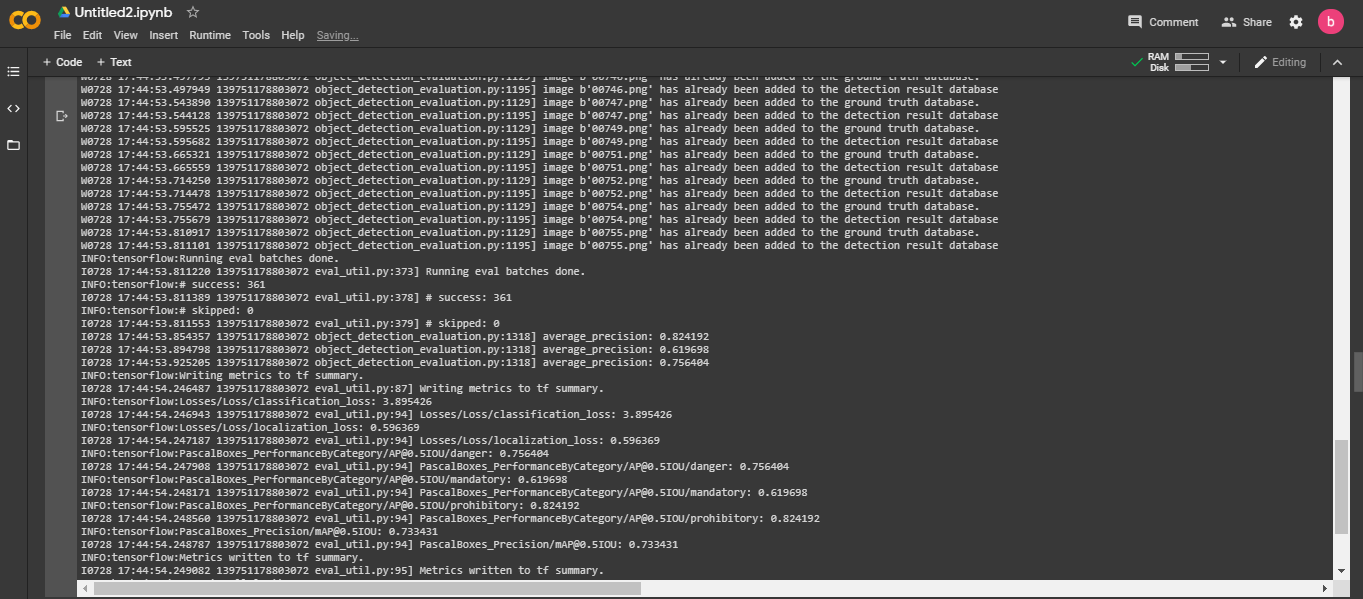 Untitled2.ipynb
File Edit View Insert Runtime Tools Help Saving...
Comment Share b
+ Code + Text
RAM
Disk
Editing
W0728 17:44:53.497949 139751178803072 object_detection_evaluation.py:1195] image b'00746.png' has already been added to the detection result database
W0728 17:44:53.543890 139751178803072 object_detection_evaluation.py:1129] image b'00747.png' has already been added to the ground truth database.
W0728 17:44:53.544128 139751178803072 object_detection_evaluation.py:1195] image b'00747.png' has already been added to the detection result database
W0728 17:44:53.595525 139751178803072 object_detection_evaluation.py:1129] image b'00749.png' has already been added to the ground truth database.
W0728 17:44:53.595682 139751178803072 object_detection_evaluation.py:1195] image b'00749.png' has already been added to the detection result database
W0728 17:44:53.665321 139751178803072 object_detection_evaluation.py:1129] image b'00751.png' has already been added to the ground truth database.
W0728 17:44:53.665559 139751178803072 object_detection_evaluation.py:1195] image b'00751.png' has already been added to the detection result database
W0728 17:44:53.714250 139751178803072 object_detection_evaluation.py:1129] image b'00752.png' has already been added to the ground truth database.
W0728 17:44:53.714478 139751178803072 object_detection_evaluation.py:1195] image b'00752.png' has already been added to the detection result database
W0728 17:44:53.755472 139751178803072 object_detection_evaluation.py:1129] image b'00754.png' has already been added to the ground truth database.
W0728 17:44:53.755679 139751178803072 object_detection_evaluation.py:1195] image b'00754.png' has already been added to the detection result database
W0728 17:44:53.810917 139751178803072 object_detection_evaluation.py:1129] image b'00755.png' has already been added to the ground truth database.
W0728 17:44:53.811101 139751178803072 object_detection_evaluation.py:1195] image b'00755.png' has already been added to the detection result database
INFO:tensorflow:Running eval batches done.
I0728 17:44:53.811220 139751178803072 eval_util.py:373] Running eval batches done.
INFO:tensorflow:# success: 361
I0728 17:44:53.811389 139751178803072 eval_util.py:378] # success: 361
INFO:tensorflow:# skipped: 0
I0728 17:44:53.811553 139751178803072 eval_util.py:379] # skipped: 0
I0728 17:44:53.854357 139751178803072 object_detection_evaluation.py:1318] average_precision: 0.824192
I0728 17:44:53.894798 139751178803072 object_detection_evaluation.py:1318] average_precision: 0.619698
I0728 17:44:53.925205 139751178803072 object_detection_evaluation.py:1318] average_precision: 0.756404
INFO:tensorflow:Writing metrics to tf summary.
I0728 17:44:54.246487 139751178803072 eval_util.py:87] Writing metrics to tf summary.
INFO:tensorflow:Losses/Loss/classification_loss: 3.895426
I0728 17:44:54.246943 139751178803072 eval_util.py:94] Losses/Loss/classification_loss: 3.895426
INFO:tensorflow:Losses/Loss/localization_loss: 0.596369
I0728 17:44:54.247187 139751178803072 eval_util.py:94] Losses/Loss/localization_loss: 0.596369
INFO:tensorflow:PascalBoxes_PerformanceByCategory/AP@0.5IOU/danger: 0.756404
I0728 17:44:54.247908 139751178803072 eval_util.py:94] PascalBoxes_PerformanceByCategory/AP@0.5IOU/danger: 0.756404
INFO:tensorflow:PascalBoxes_PerformanceByCategory/AP@0.5IOU/mandatory: 0.619698
I0728 17:44:54.248171 139751178803072 eval_util.py:94] PascalBoxes_PerformanceByCategory/AP@0.5IOU/mandatory: 0.619698
INFO:tensorflow:PascalBoxes_PerformanceByCategory/AP@0.5IOU/prohibitory: 0.824192
I0728 17:44:54.248560 139751178803072 eval_util.py:94] PascalBoxes_PerformanceByCategory/AP@0.5IOU/prohibitory: 0.824192
INFO:tensorflow:PascalBoxes_Precision/mAP@0.5IOU: 0.733431
I0728 17:44:54.248787 139751178803072 eval_util.py:94] PascalBoxes_Precision/mAP@0.5IOU: 0.733431
INFO:tensorflow:Metrics written to tf summary.
I0728 17:44:54.249082 139751178803072 eval_util.py:95] Metrics written to tf summary.